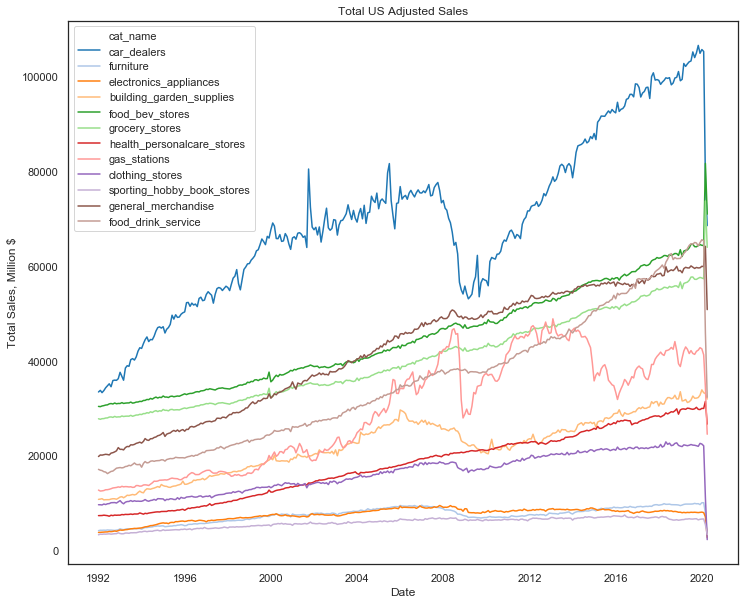 Total US Adjusted Sales
cat_name
car_dealers
furniture
electronics_appliances
building_garden_supplies
food_bev_stores
grocery_stores
health_personalcare_stores
gas_stations
clothing_stores
sporting_hobby_book_stores
general_merchandise
food_drink_service
Total Sales, Million $
100000
80000
60000
40000
20000
0
1992 1996 2000 2004 2008 2012 2016 2020
Date